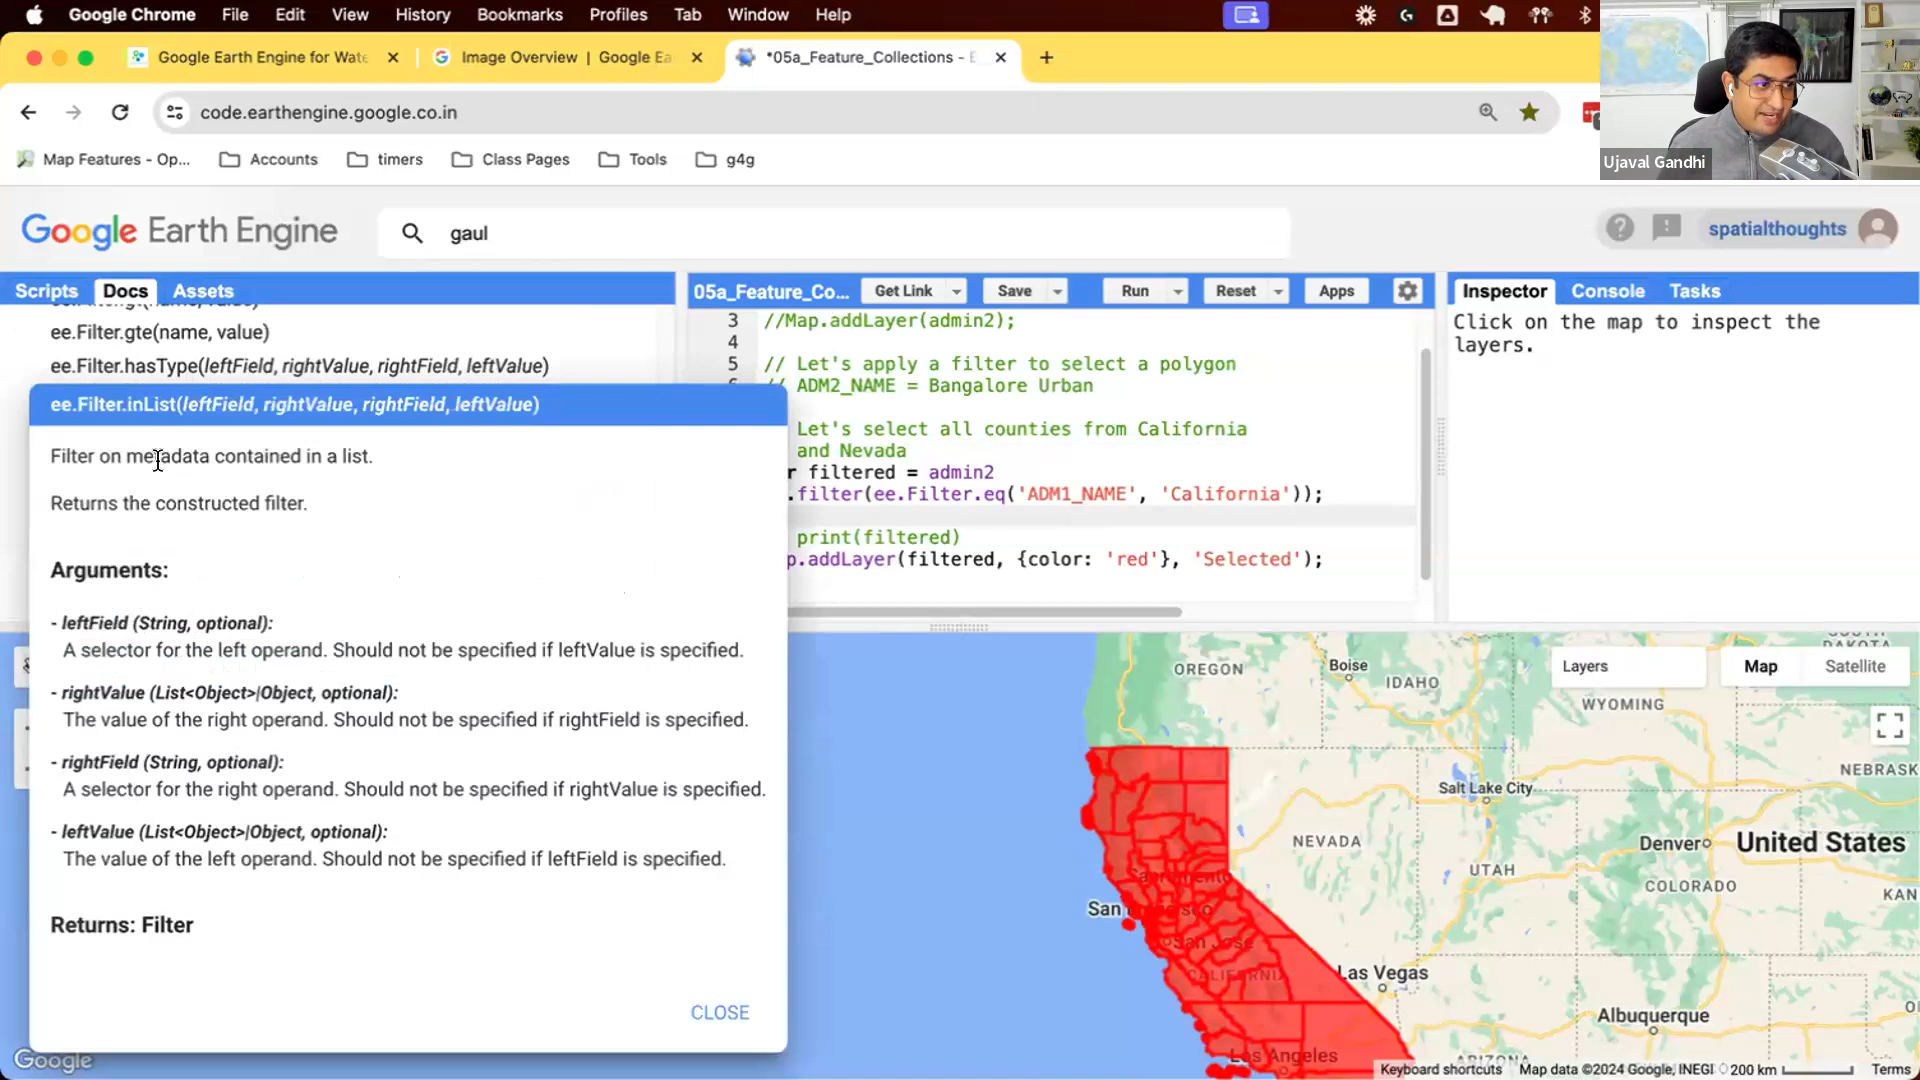 Google Chrome File Edit View History Bookmarks Profiles Tab Window Help
Google Earth Engine for Wate
Image Overview | Google Ea
*05a_Feature_Collections - E
code.earthengine.google.co.in
Map Features - Op...
Accounts
timers
Class Pages
Tools
g4g
Ujaval Gandhi
Google Earth Engine
gaul
spatialthoughts
Scripts Docs Assets
ee.Filter.gte(name, value)
ee.Filter.hasType(leftField, rightValue, rightField, leftValue)
ee.Filter.inList(leftField, rightValue, rightField, leftValue)
Filter on metadata contained in a list.
Returns the constructed filter.
Arguments:
- leftField (String, optional):
A selector for the left operand. Should not be specified if leftValue is specified.
- rightValue (List<Object>|Object, optional):
The value of the right operand. Should not be specified if rightField is specified.
- rightField (String, optional):
A selector for the right operand. Should not be specified if rightValue is specified.
- leftValue (List<Object>|Object, optional):
The value of the left operand. Should not be specified if leftField is specified.
Returns: Filter
CLOSE
Google
05a_Feature_Co...
Get Link
Save
Run
Reset
Apps
3 //Map.addLayer(admin2);
4
5 // Let's apply a filter to select a polygon
/ ADM2_NAME = Bangalore Urban
Let's select all counties from California
and Nevada
r filtered = admin2
.filter(ee.Filter.eq('ADM1_NAME', 'California'));
print(filtered)
p.addLayer(filtered, {color: 'red'}, 'Selected');
Inspector Console Tasks
Click on the map to inspect the
layers.
Layers
Map Satellite
OREGON
Boise
IDAHO
WYOMING
NEBRASK
Salt Lake City
NEVADA
Denver
United States
UTAH
COLORADO
KAN
Sacramento
San Francisco
San Jose
CALIFORNIA
Las Vegas
Albuquerque
Los Angeles
ARIZONA
Keyboard shortcuts
Map data ©2024 Google, INEGI
200 km
Terms